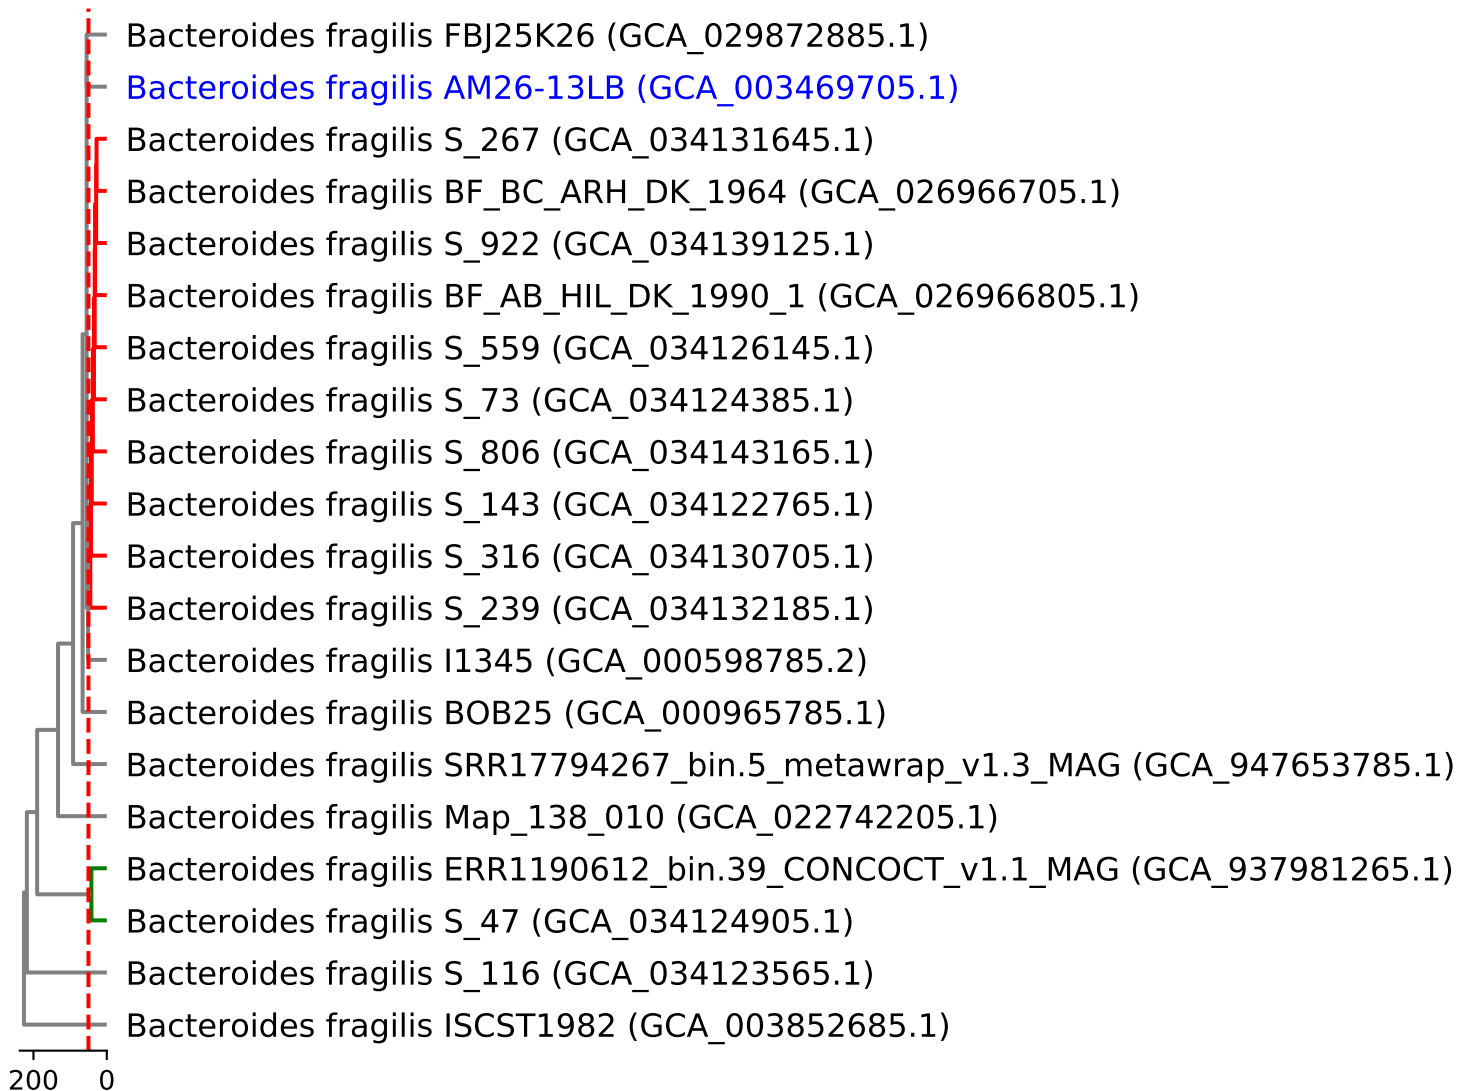 Bacteroides fragilis FBJ25K26 (GCA_029872885.1)
Bacteroides fragilis AM26-13LB (GCA_003469705.1)
Bacteroides fragilis S_267 (GCA_034131645.1)
Bacteroides fragilis BF_BC_ARH_DK_1964 (GCA_026966705.1)
Bacteroides fragilis S_922 (GCA_034139125.1)
Bacteroides fragilis BF_AB_HIL_DK_1990_1 (GCA_026966805.1)
Bacteroides fragilis S_559 (GCA_034126145.1)
Bacteroides fragilis S_73 (GCA_034124385.1)
Bacteroides fragilis S_806 (GCA_034143165.1)
Bacteroides fragilis S_143 (GCA_034122765.1)
Bacteroides fragilis S_316 (GCA_034130705.1)
Bacteroides fragilis S_239 (GCA_034132185.1)
Bacteroides fragilis I1345 (GCA_000598785.2)
Bacteroides fragilis BOB25 (GCA_000965785.1)
Bacteroides fragilis SRR17794267_bin.5_metawrap_v1.3_MAG (GCA_947653785.1)
Bacteroides fragilis Map_138_010 (GCA_022742205.1)
Bacteroides fragilis ERR1190612_bin.39_CONCOCT_v1.1_MAG (GCA_937981265.1)
Bacteroides fragilis S_47 (GCA_034124905.1)
Bacteroides fragilis S_116 (GCA_034123565.1)
Bacteroides fragilis ISCST1982 (GCA_003852685.1)
200 0